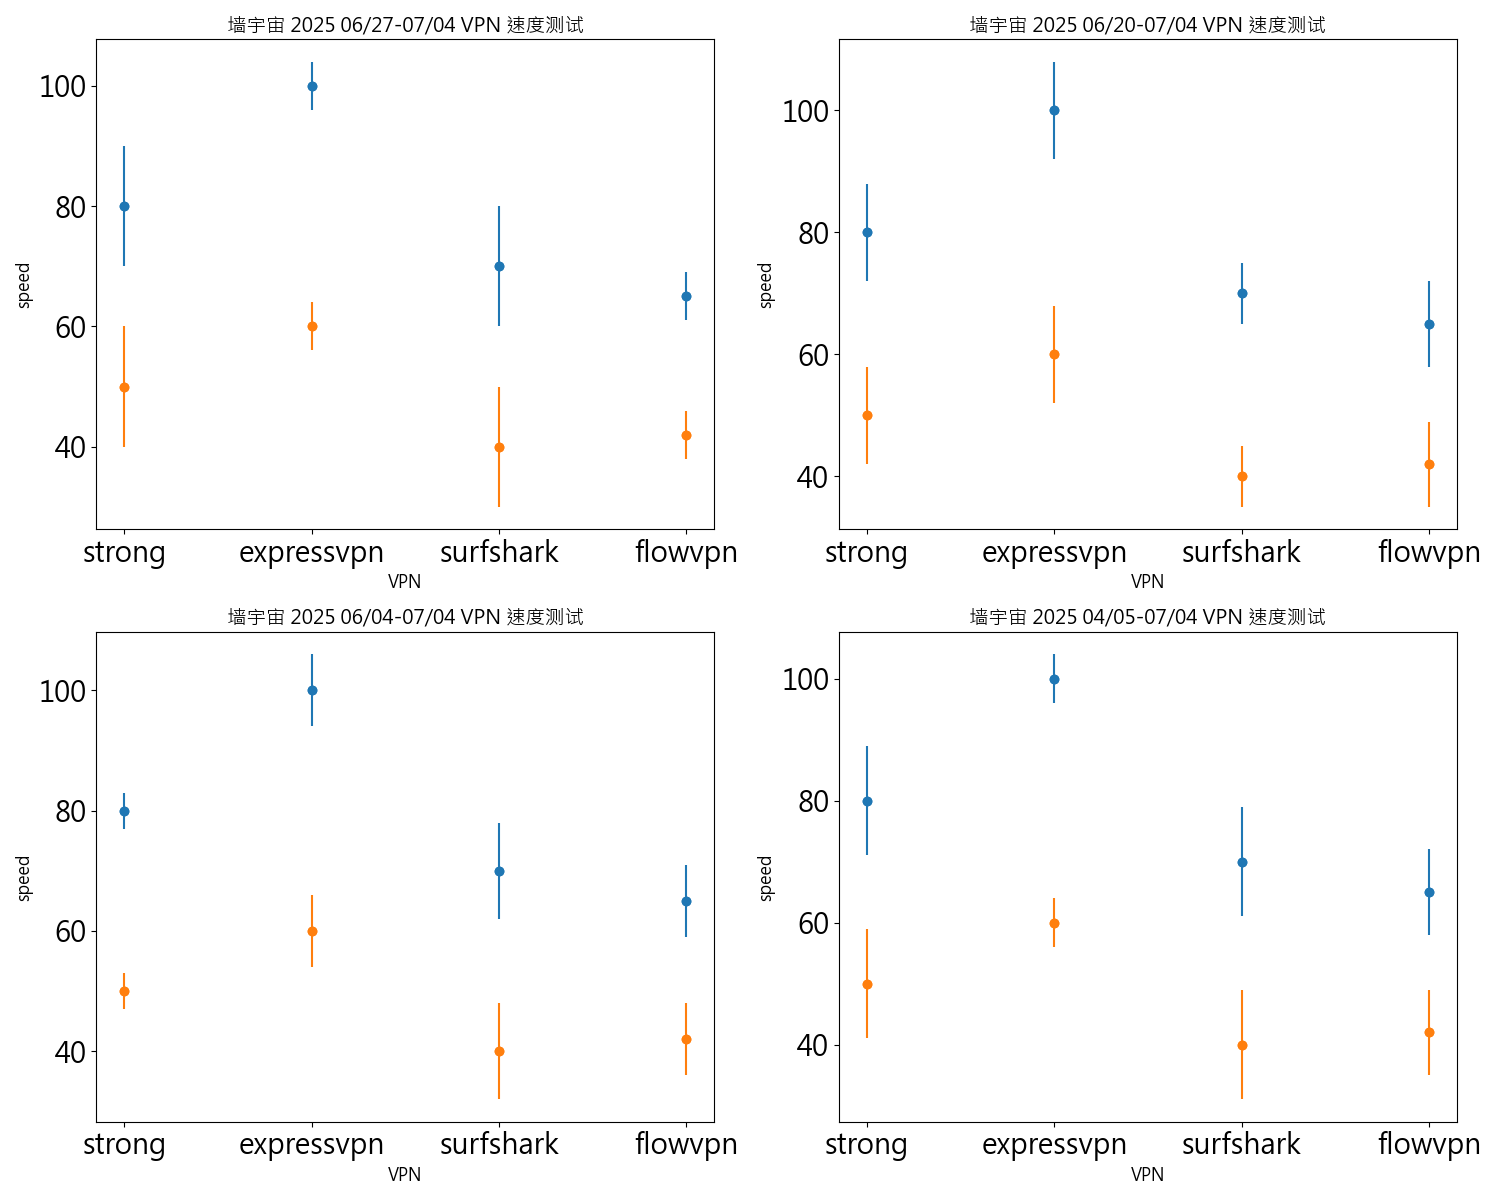 墙宇宙 2025 06/27-07/04 VPN 速度测试
100
80
60
40
speed
strong expressvpn surfshark flowvpn
VPN
墙宇宙 2025 06/20-07/04 VPN 速度测试
100
80
60
40
speed
strong expressvpn surfshark flowvpn
VPN
墙宇宙 2025 06/04-07/04 VPN 速度测试
100
80
60
40
speed
strong expressvpn surfshark flowvpn
VPN
墙宇宙 2025 04/05-07/04 VPN 速度测试
100
80
60
40
speed
strong expressvpn surfshark flowvpn
VPN